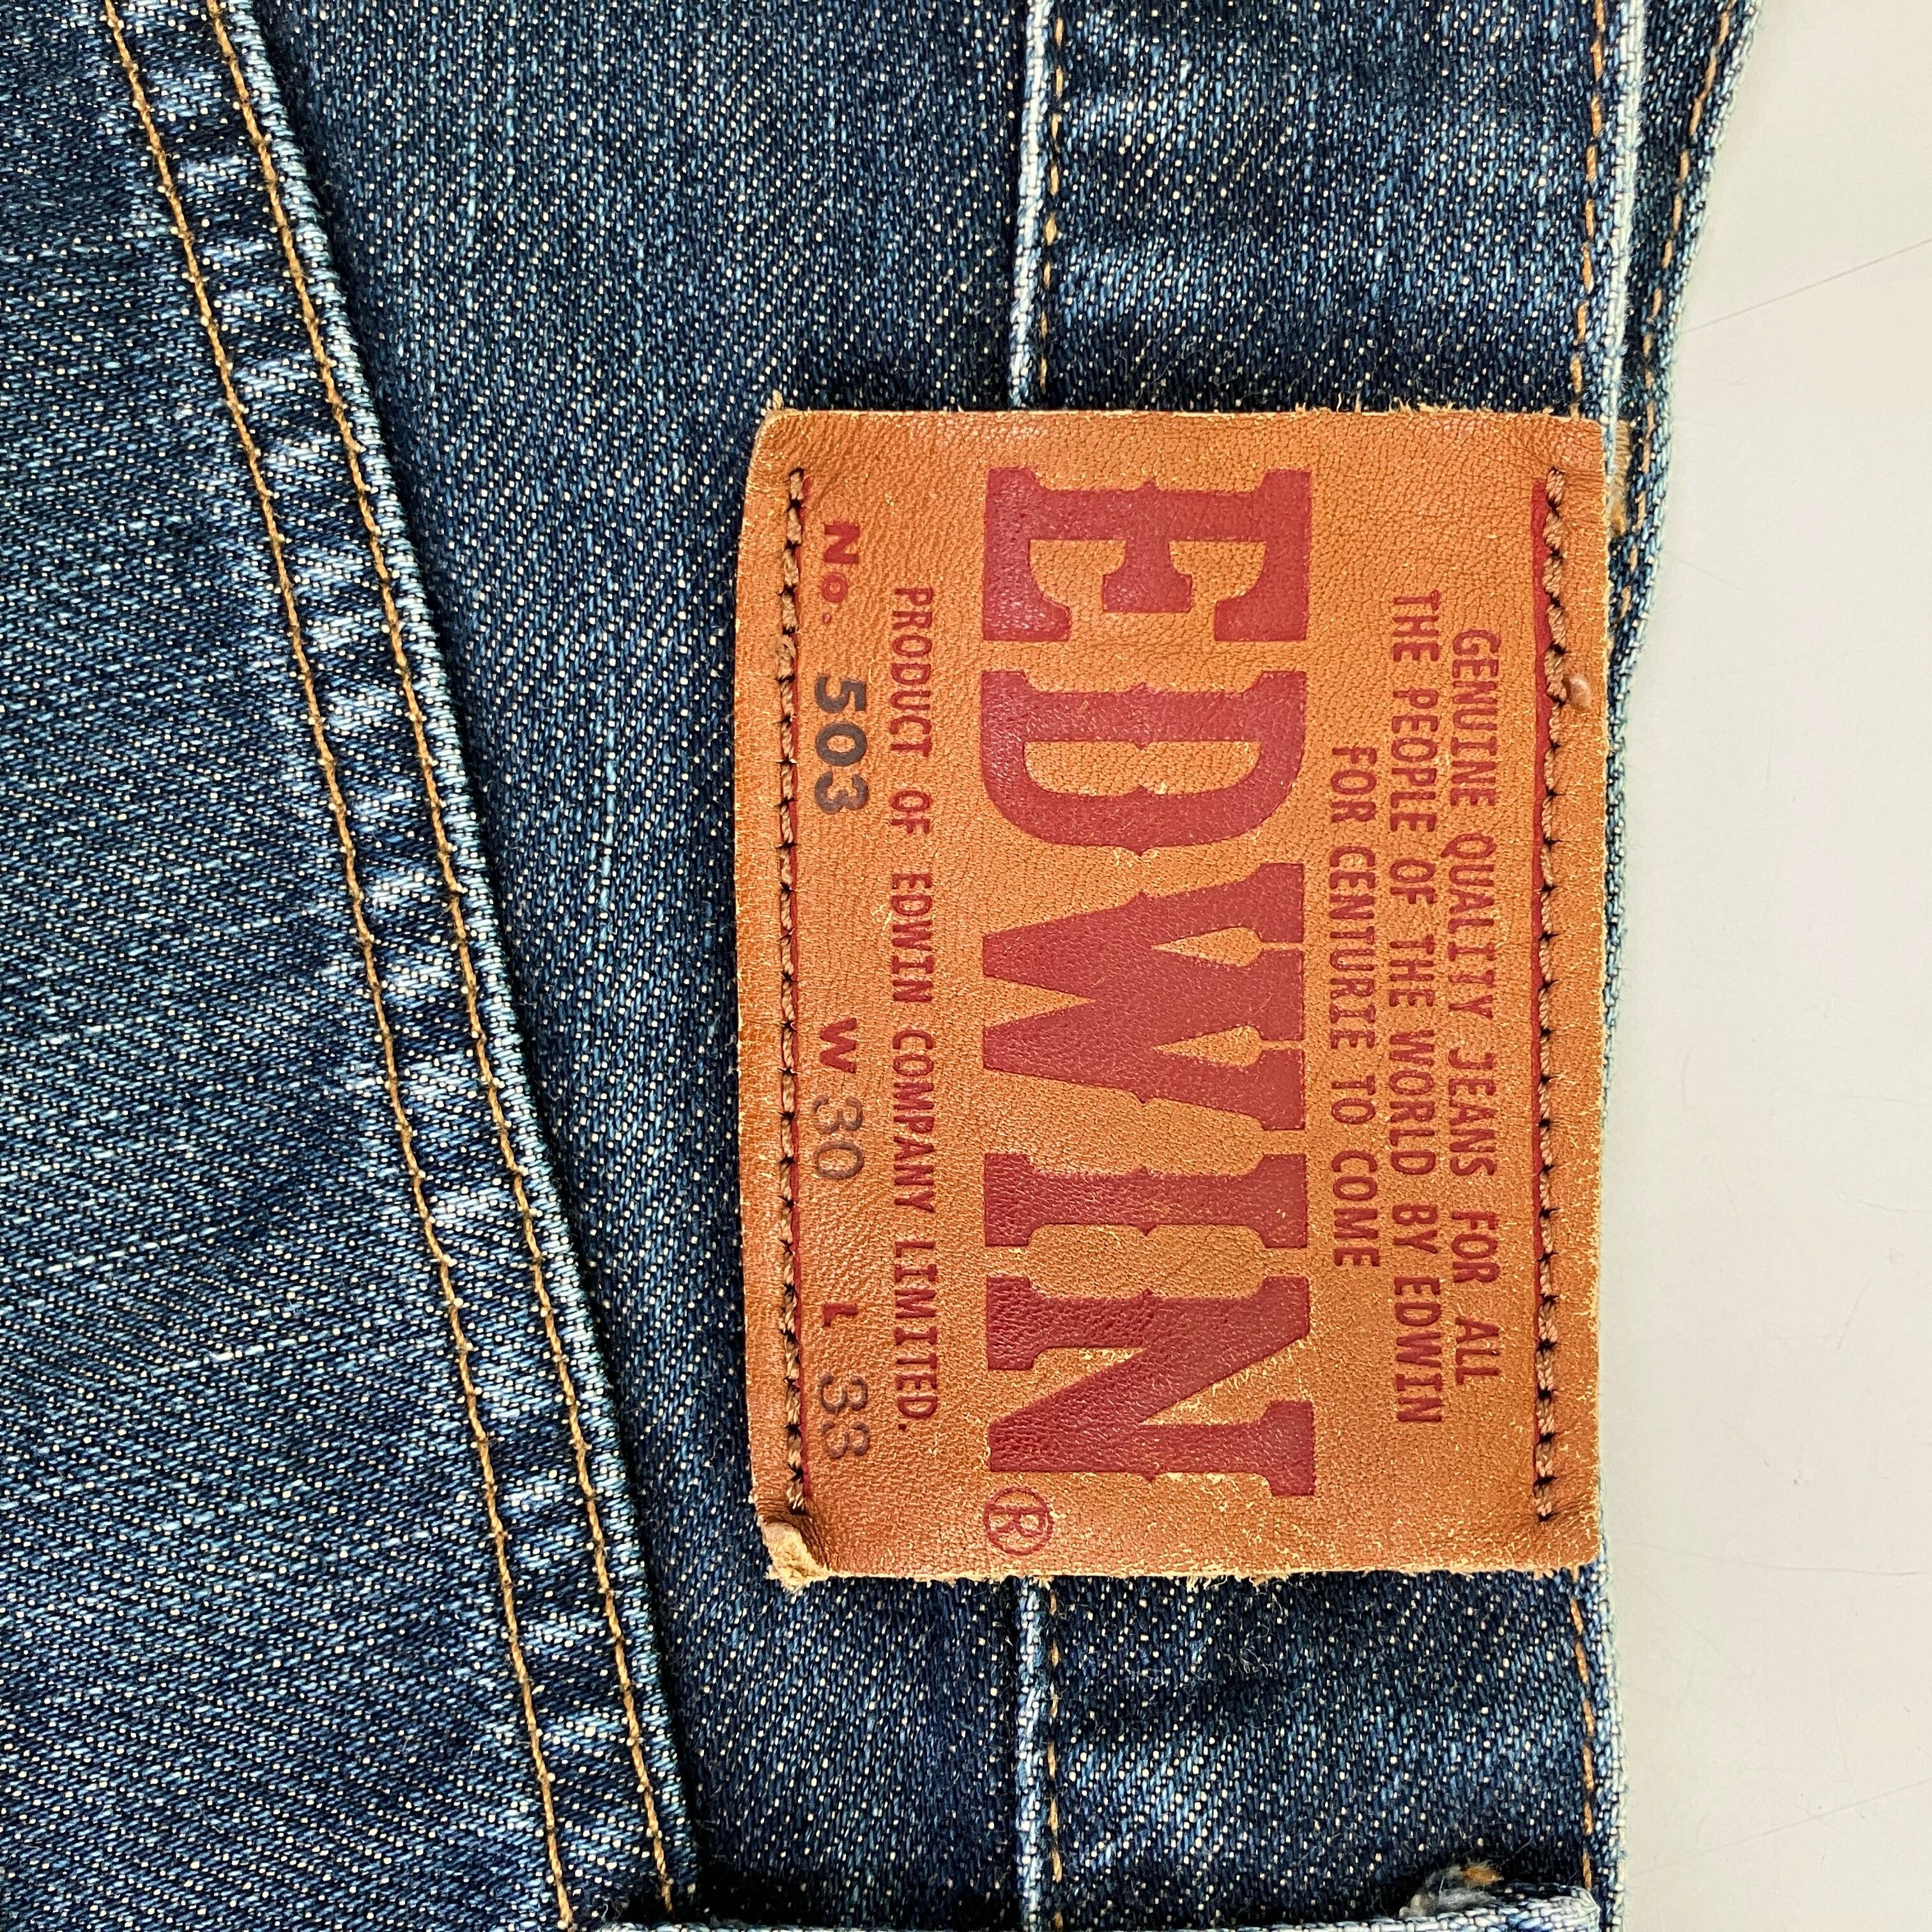 GENUINE QUALITY JEANS FOR ALL
THE PEOPLE OF THE WORLD BY EDWIN
FOR CENTURIE TO COME
EDWIN®
PRODUCT OF EDWIN COMPANY LIMITED.
No. 503 W 30 L 33